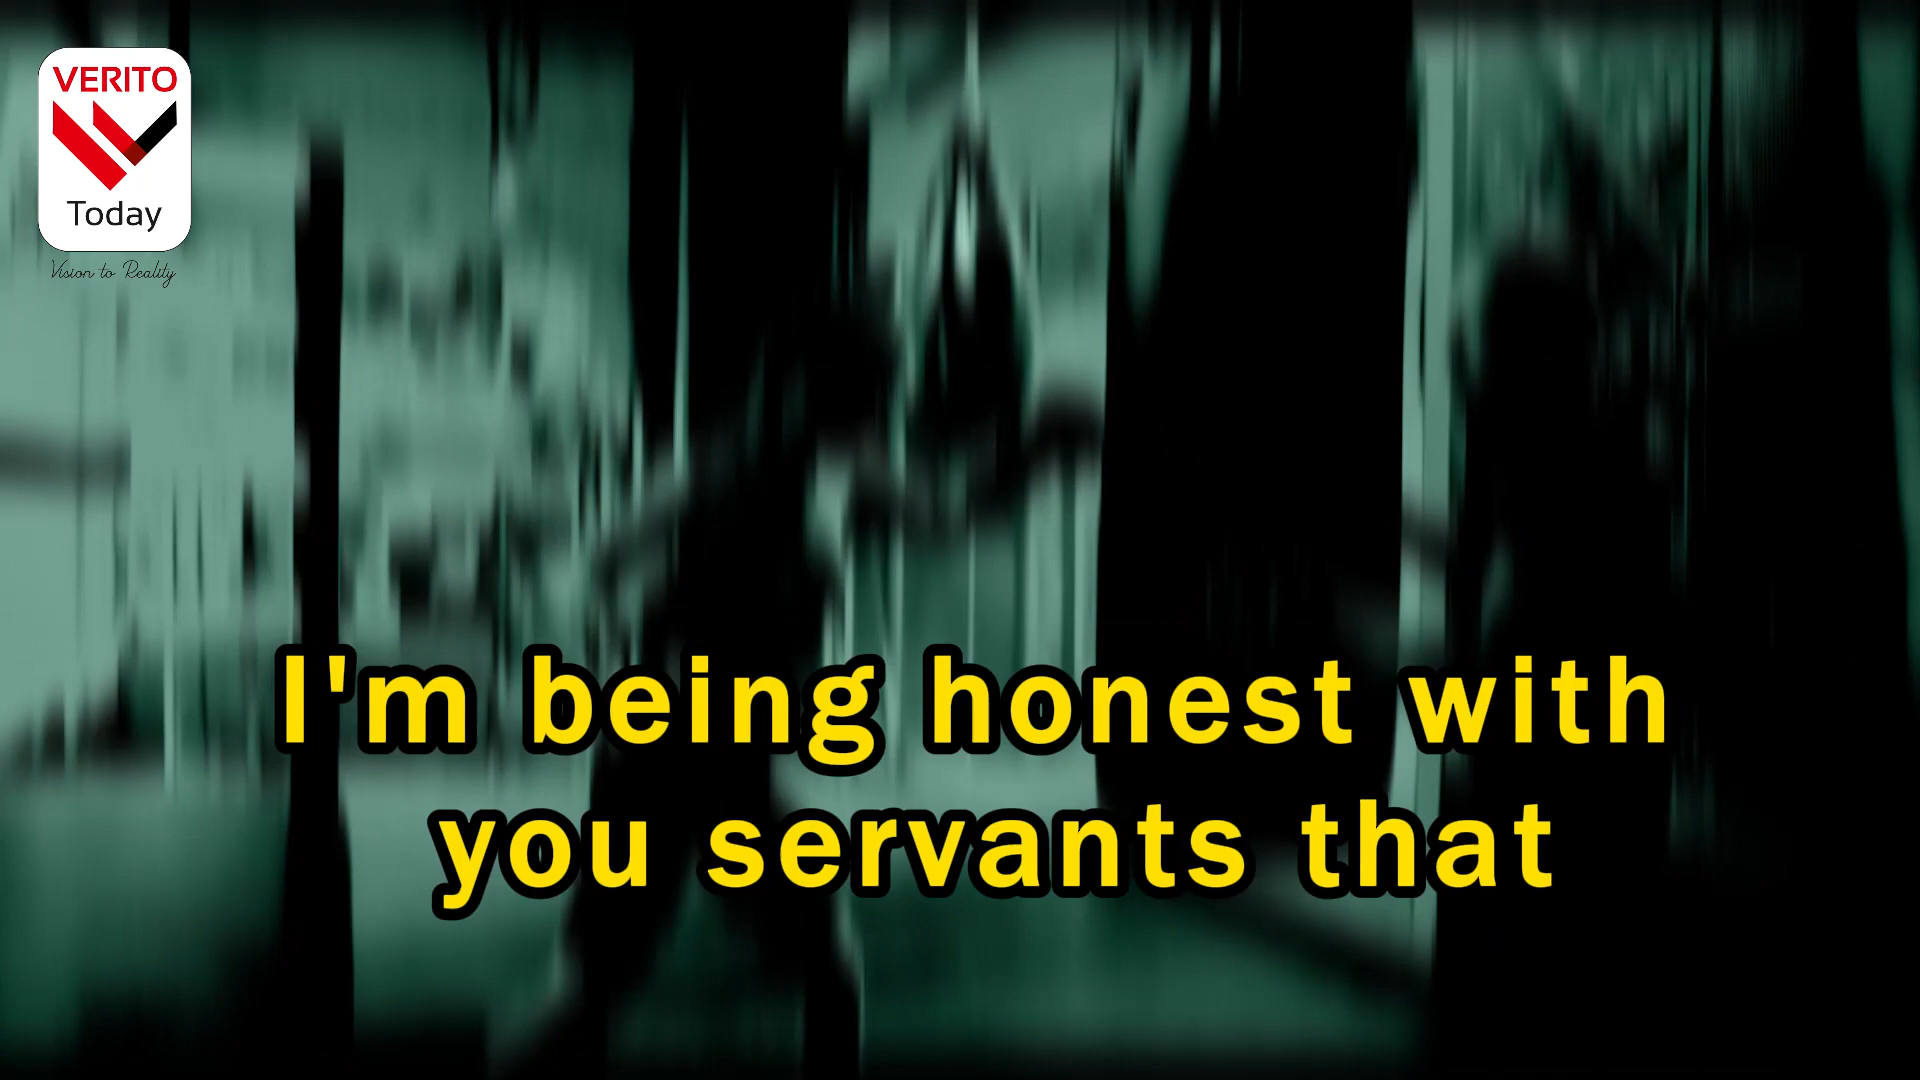 VERITO
Today
Vision to Reality
I'm being honest with
you servants that